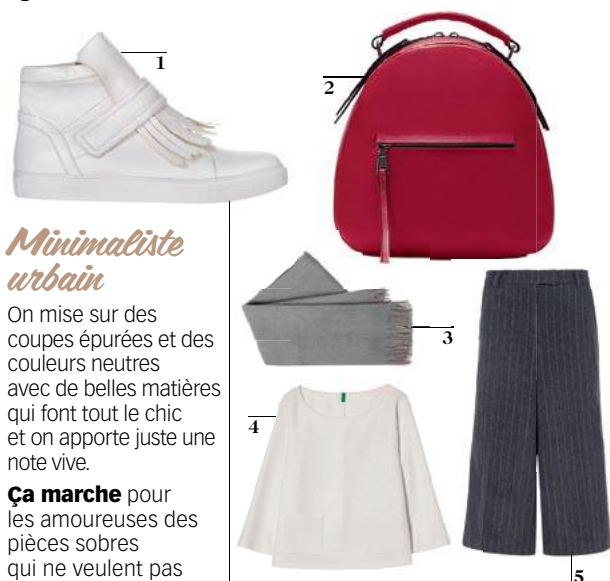 1
2
Minimaliste
urbain
On mise sur des
coupes épurées et des
couleurs neutres
avec de belles matières
qui font tout le chic
et on apporte juste une
note vive.
Ça marche pour
les amoureuses des
pièces sobres
qui ne veulent pas
3
4
5